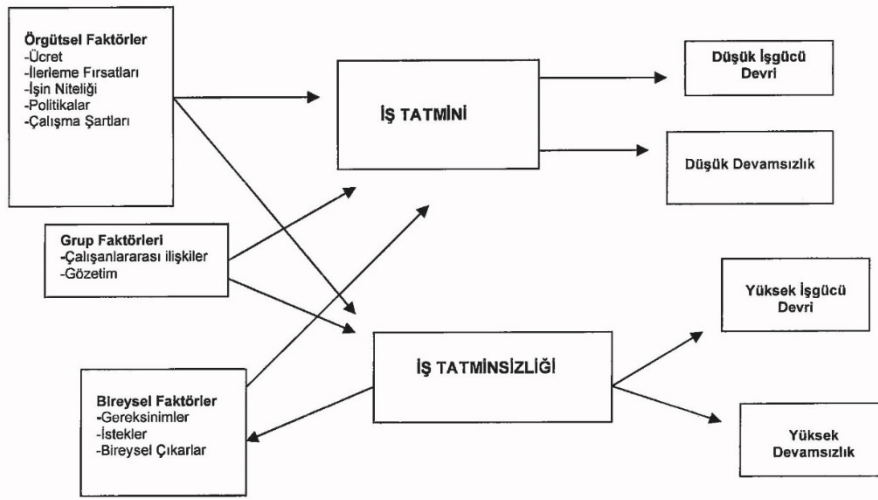 Örgütsel Faktörler
-Ücret
-İlerleme Fırsatları
-İşin Niteliği
-Politikalar
-Çalışma Şartları
Grup Faktörleri
-Çalışanlararası ilişkiler
-Gözetim
Bireysel Faktörler
-Gereksinimler
-İstekler
-Bireysel Çıkarlar
İŞ TATMİNİ
İŞ TATMİNSİZLİĞİ
Düşük İşgücü
Devri
Düşük Devamsızlık
Yüksek İşgücü
Devri
Yüksek
Devamsızlık